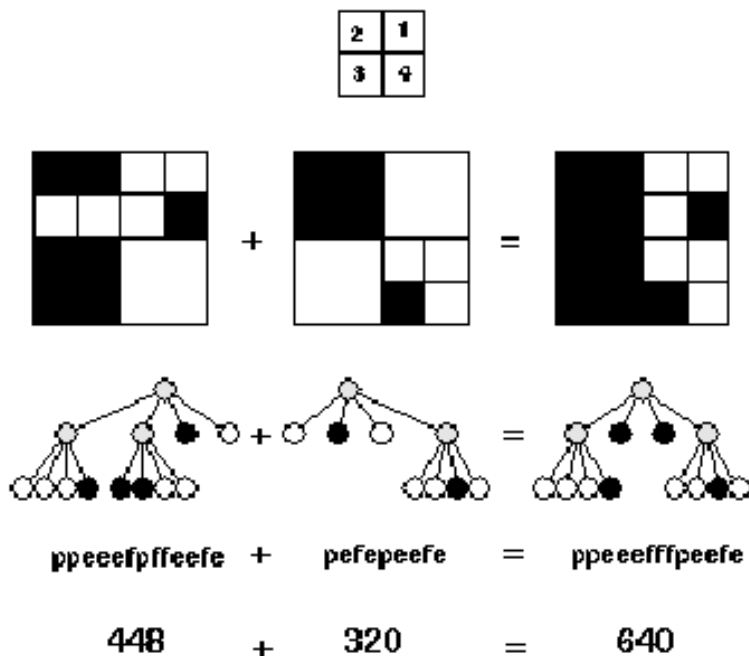 2 1
3 4
+ =
+ =
ppeeefpffeefe + pefepeefe = ppeeefffpeefe
448 + 320 = 640